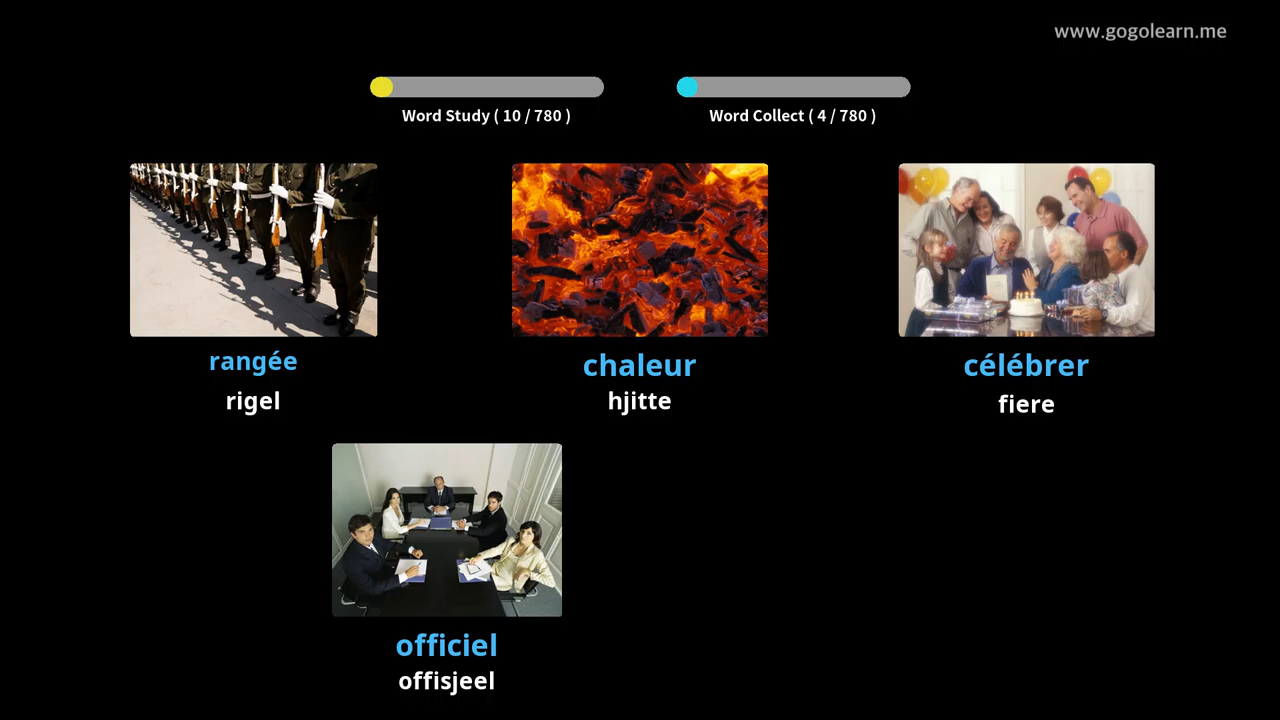 www.gogolearn.me
Word Study ( 10 / 780 )
Word Collect ( 4 / 780 )
rangée
rigel
chaleur
hjitte
célébrer
fiere
officiel
offisjeel